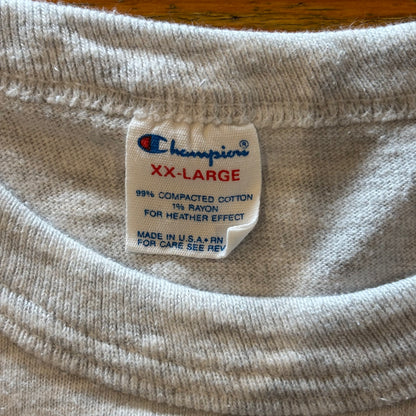 Champion®
XX-LARGE
99% COMPACTED COTTON
1% RAYON
FOR HEATHER EFFECT
MADE IN U.S.A. • RN
FOR CARE SEE REV